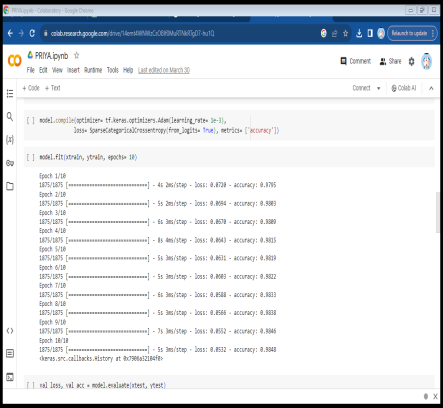 PRIYA.ipynb - Colaboratory - Google Chrome
colab.research.google.com/drive/
Relaunch to update
PRIYA.ipynb
File Edit View Insert Runtime Tools Help Last edited on March 30
Comment Share
+ Code + Text
Connect
Colab AI
[ ] model.compile(optimizer= tf.keras.optimizers.Adam(learning_rate= 1e-3),
loss= SparseCategoricalCrossentropy(from_logits= True), metrics= ['accuracy'])
[ ] model.fit(xtrain, ytrain, epochs= 10)
Epoch 1/10
1875/1875 [==============================] - 4s 2ms/step - loss: 0.0720 - accuracy: 0.9795
Epoch 2/10
1875/1875 [==============================] - 5s 2ms/step - loss: 0.0694 - accuracy: 0.9803
Epoch 3/10
1875/1875 [==============================] - 6s 3ms/step - loss: 0.0670 - accuracy: 0.9809
Epoch 4/10
1875/1875 [==============================] - 8s 4ms/step - loss: 0.0643 - accuracy: 0.9815
Epoch 5/10
1875/1875 [==============================] - 5s 3ms/step - loss: 0.0631 - accuracy: 0.9819
Epoch 6/10
1875/1875 [==============================] - 5s 3ms/step - loss: 0.0603 - accuracy: 0.9822
Epoch 7/10
1875/1875 [==============================] - 6s 3ms/step - loss: 0.0588 - accuracy: 0.9833
Epoch 8/10
1875/1875 [==============================] - 5s 3ms/step - loss: 0.0566 - accuracy: 0.9838
Epoch 9/10
1875/1875 [==============================] - 7s 3ms/step - loss: 0.0552 - accuracy: 0.9846
Epoch 10/10
1875/1875 [==============================] - 5s 3ms/step - loss: 0.0532 - accuracy: 0.9848
<keras.src.callbacks.History at 0x7906a32104f0>
[ ] val loss, val acc = model.evaluate(xtest, ytest)